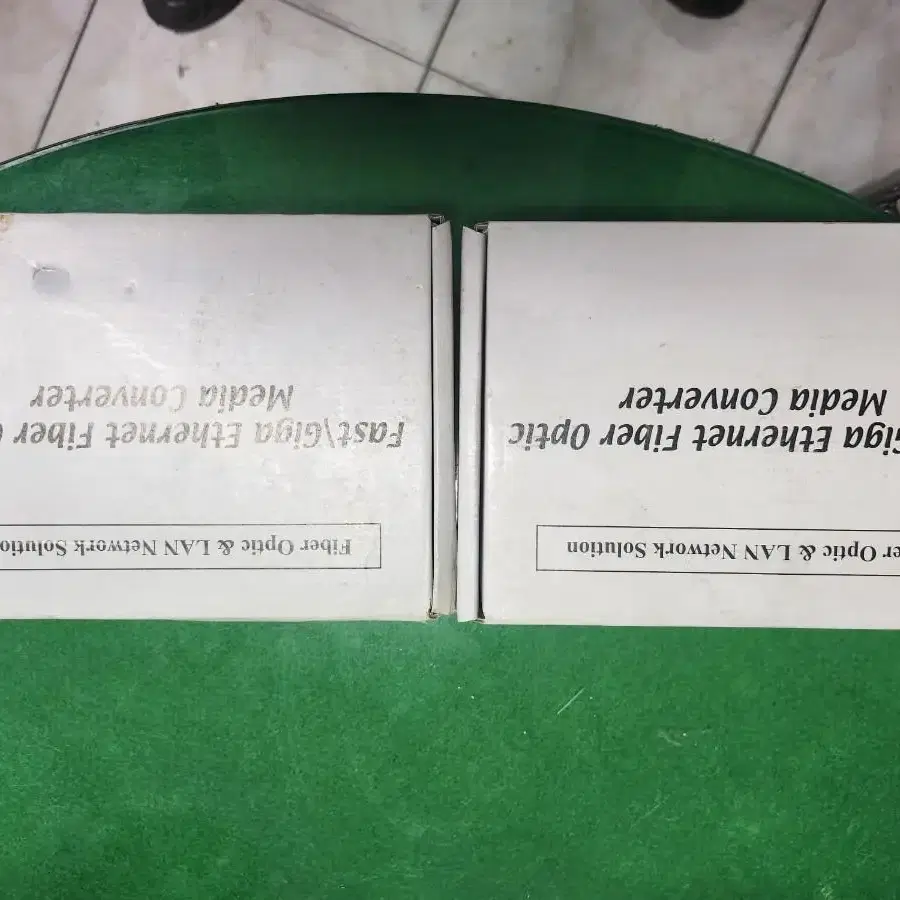 er Optic & LAN Network Solution
Giga Ethernet Fiber Optic
Media Converter
Fiber Optic & LAN Network Solutio
Fast\Giga Ethernet Fiber
Media Converter